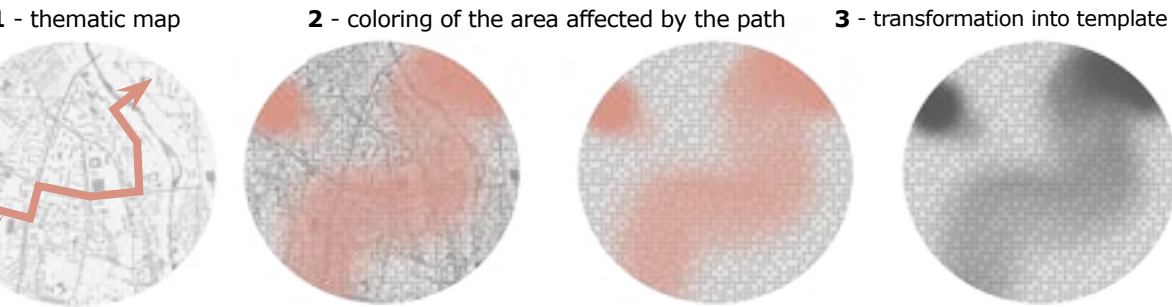 1 - thematic map
2 - coloring of the area affected by the path
3 - transformation into template